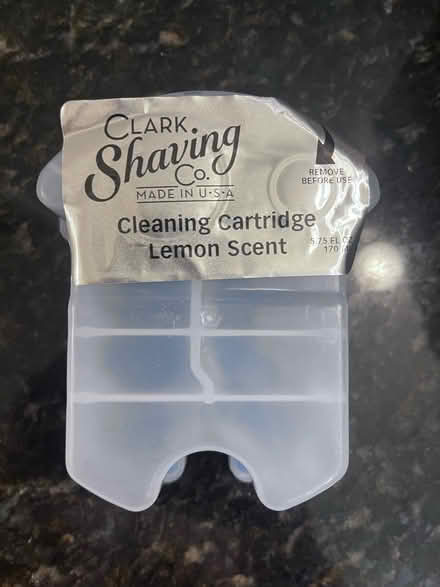 CLARK
Shaving
Co.
MADE IN U•S•A
REMOVE
BEFORE USE
Cleaning Cartridge
Lemon Scent
5.75 FL OZ
170